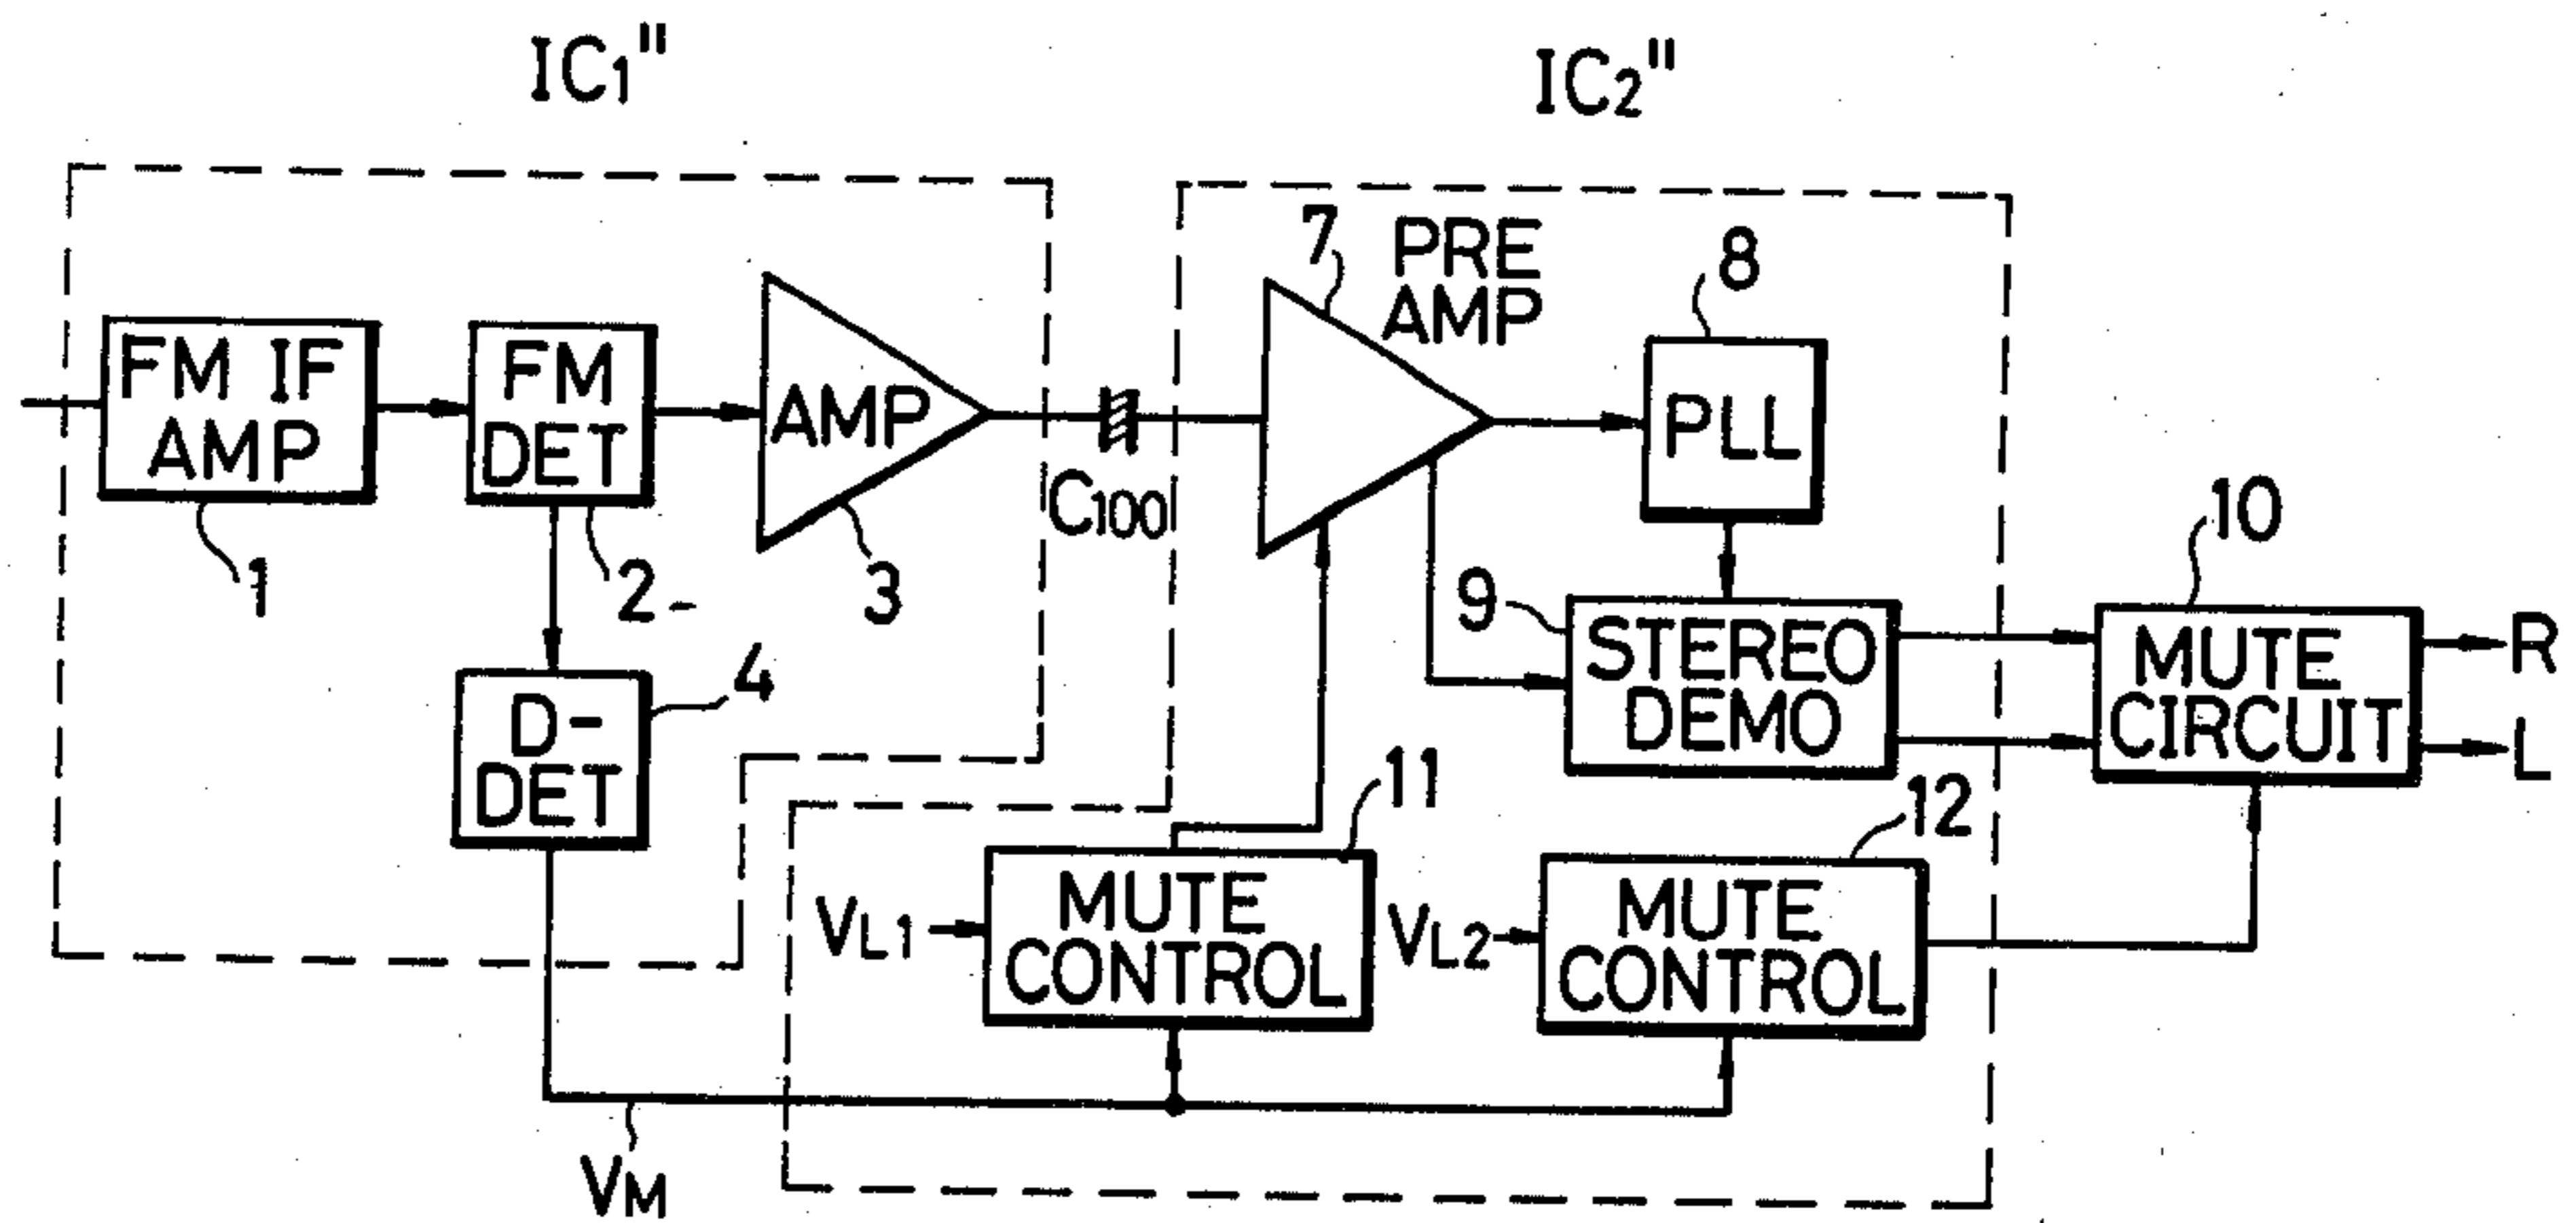 IC1"
IC2"
7
PRE
AMP
8
FM IF
AMP
FM
DET
AMP
PLL
C100
10
1
2
3
9
STEREO
DEMO
MUTE
CIRCUIT
R
L
4
D-
DET
11
12
VL1
MUTE
CONTROL
VL2
MUTE
CONTROL
VM